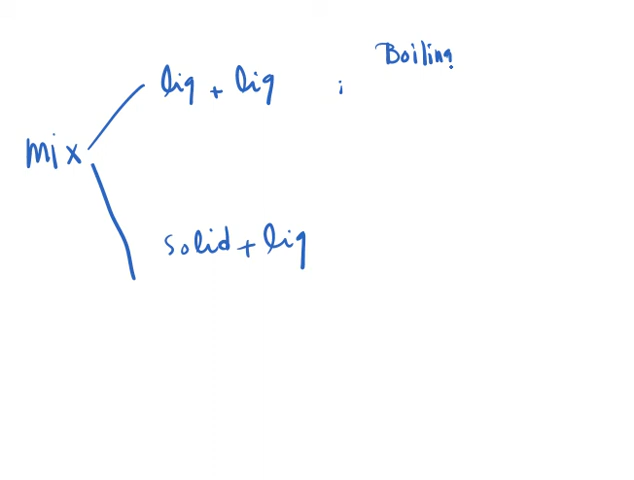 Boiling
liq + liq ;
mix
solid + liq